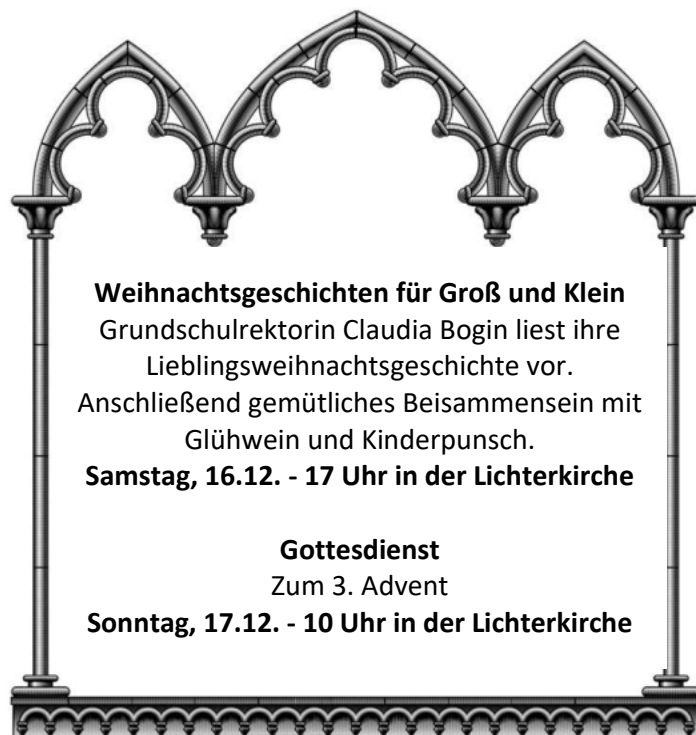 Weihnachtsgeschichten für Groß und Klein
Grundschulrektorin Claudia Bogin liest ihre
Lieblingsweihnachtsgeschichte vor.
Anschließend gemütliches Beisammensein mit
Glühwein und Kinderpunsch.
Samstag, 16.12. - 17 Uhr in der Lichterkirche
Gottesdienst
Zum 3. Advent
Sonntag, 17.12. - 10 Uhr in der Lichterkirche